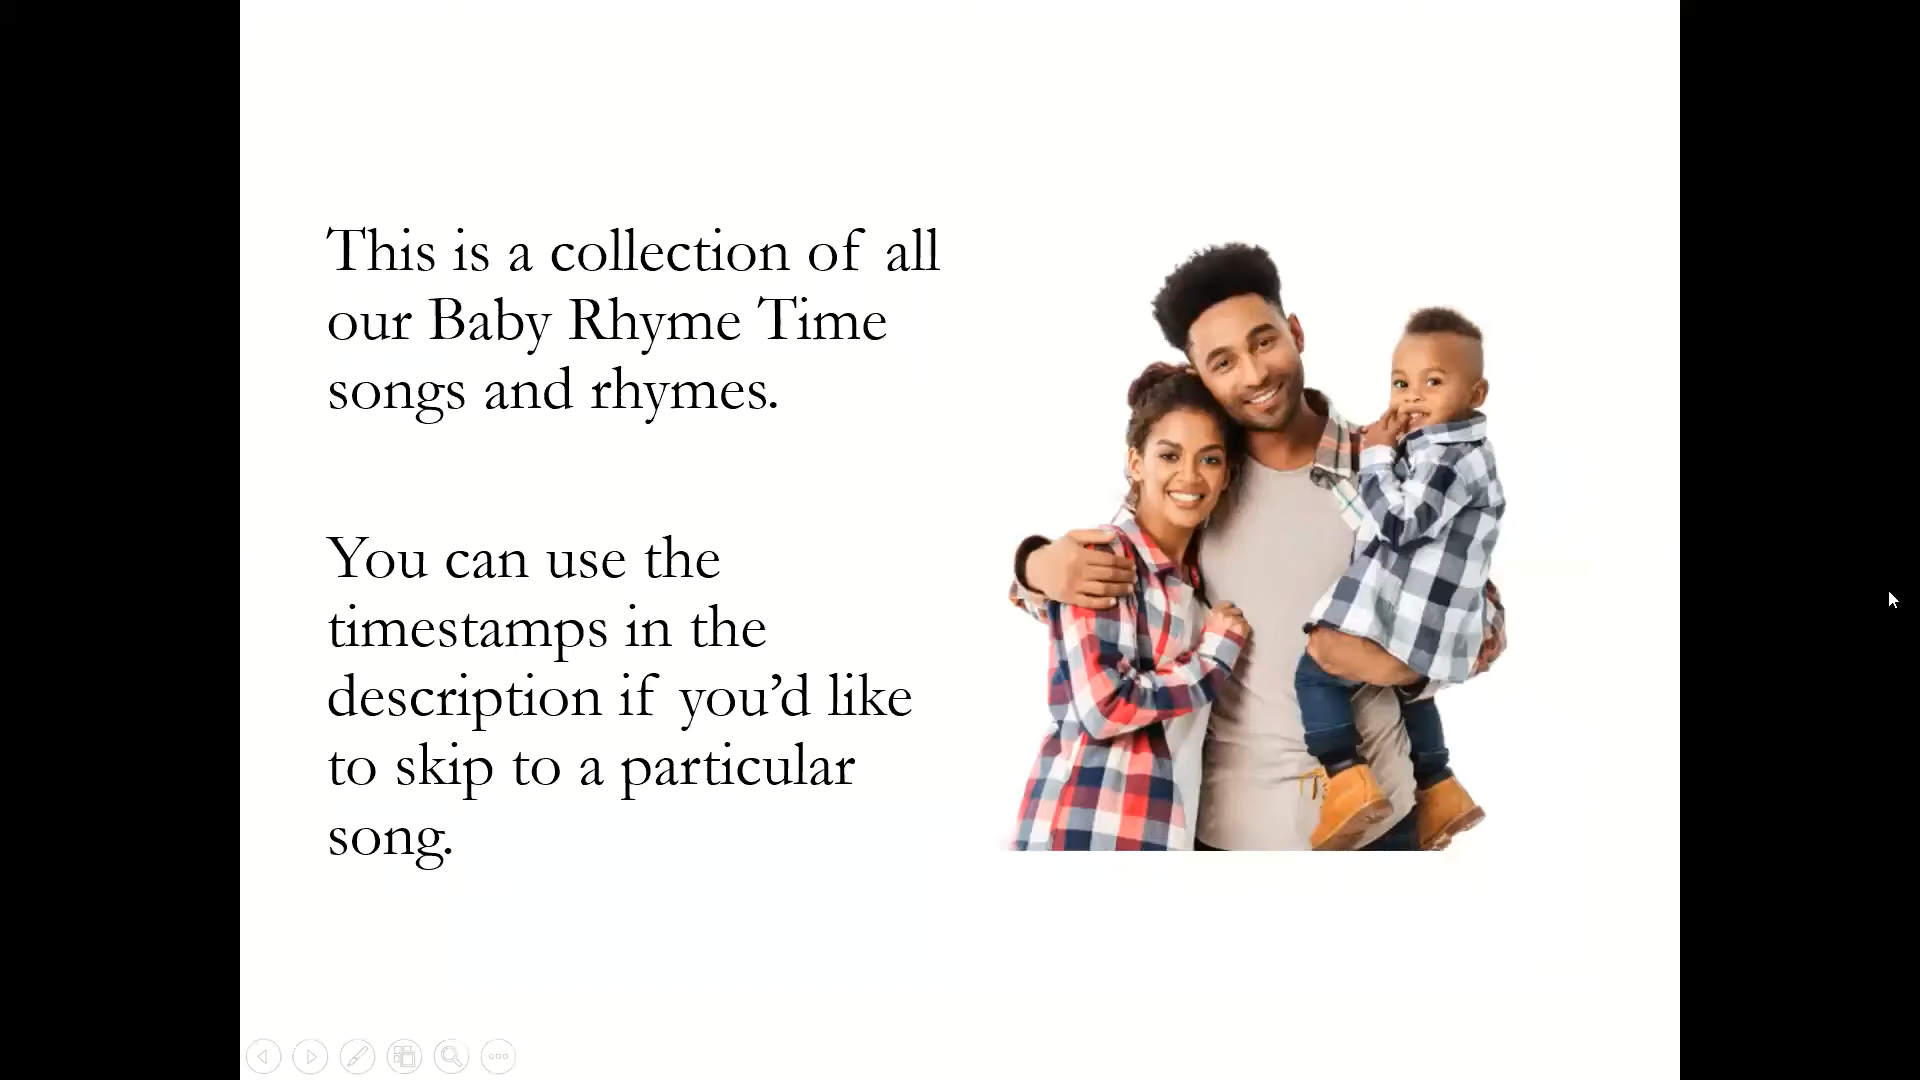 This is a collection of all
our Baby Rhyme Time
songs and rhymes.
You can use the
timestamps in the
description if you’d like
to skip to a particular
song.